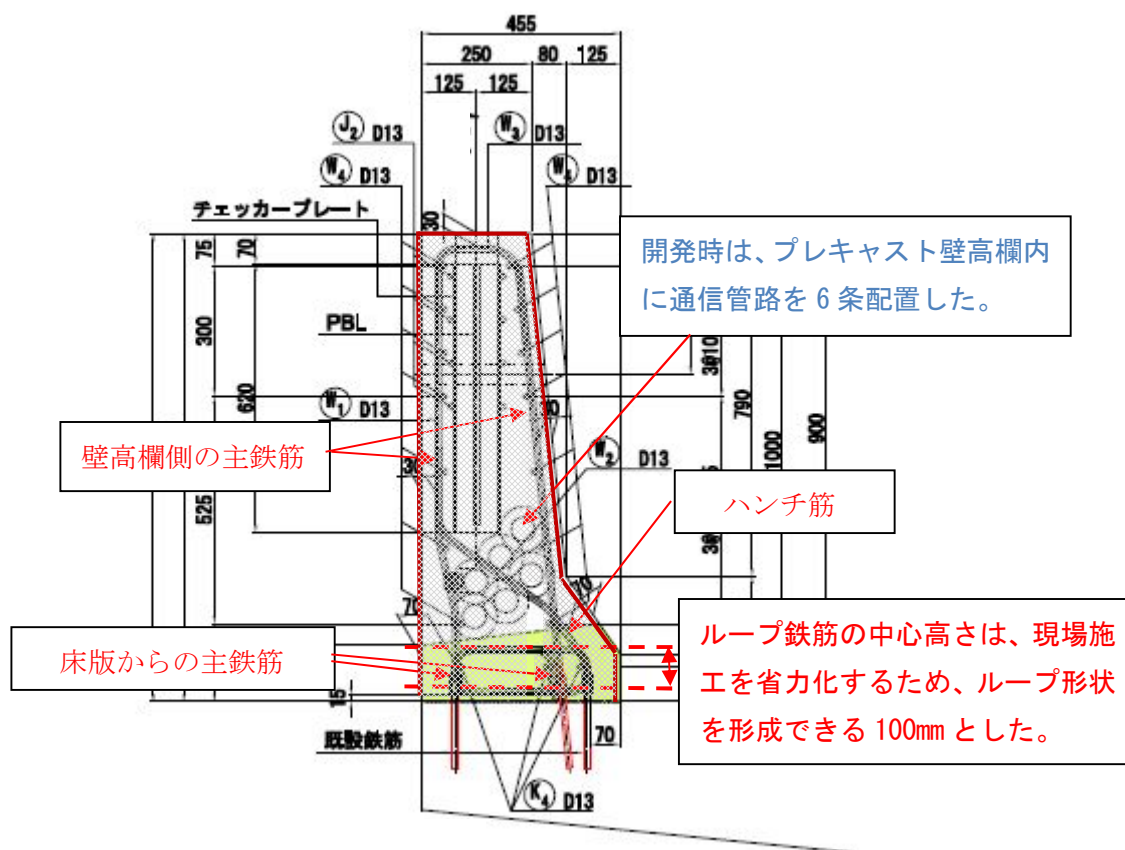 455
250
80
125
125
125
J2 D13
W3 D13
W4 D13
D13
チェッカープレート
30
75
70
開発時は、プレキャスト壁高欄内
に通信管路を6条配置した。
PBL
300
620
W1 D13
790
1000
900
壁高欄側の主鉄筋
30
W2 D13
ハンチ筋
525
70
70
床版からの主鉄筋
ループ鉄筋の中心高さは、現場施
工を省力化するため、ループ形状
を形成できる100mmとした。
15
既設鉄筋
70
K4 D13